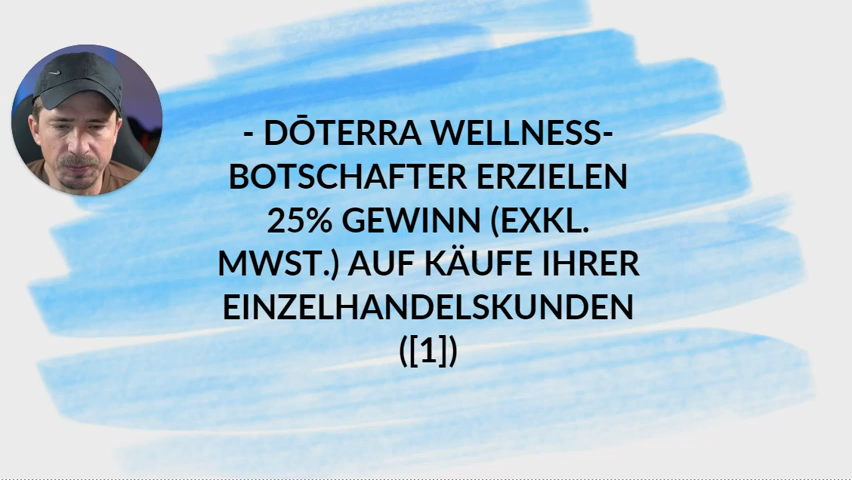 - DŌTERRA WELLNESS-
BOTSCHAFTER ERZIELEN
25% GEWINN (EXKL.
MWST.) AUF KÄUFE IHRER
EINZELHANDELSKUNDEN
([1])